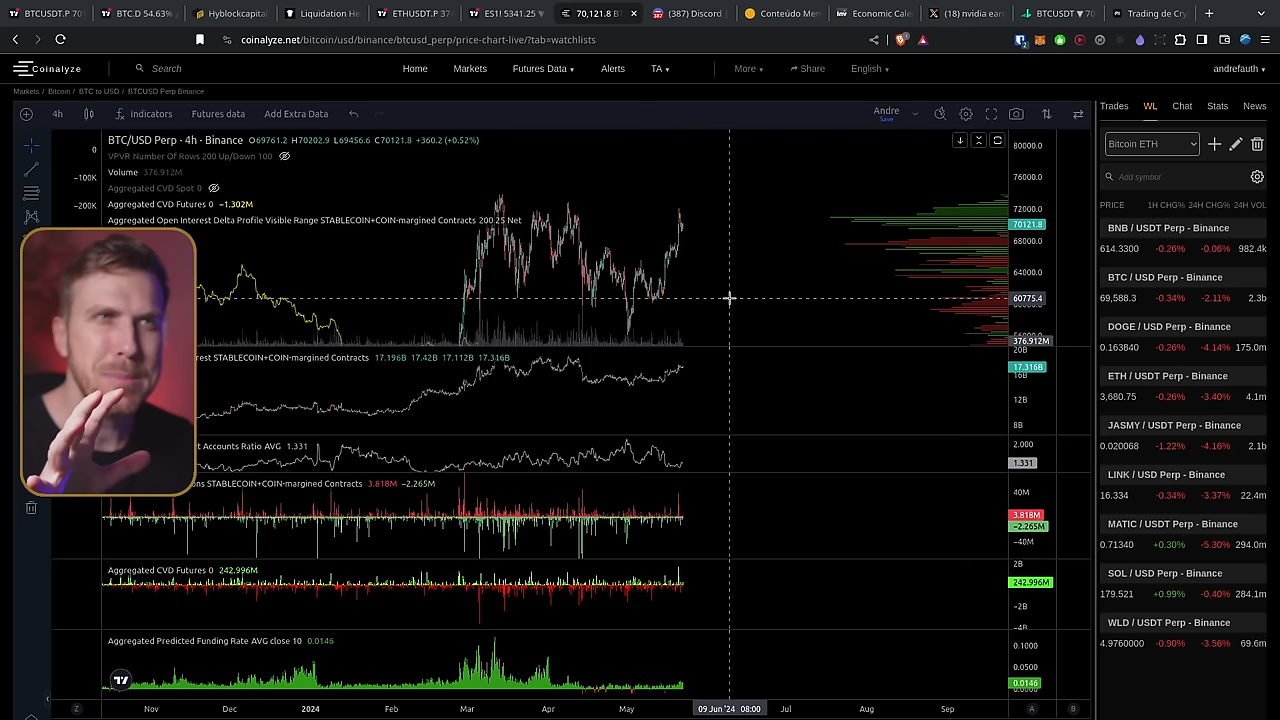 BTCUSDT.P 70
BTC.D 54.63%
Hyblockcapital
Liquidation He
ETHUSDT.P 37
ES1! 5341.25
70,121.8 B
(387) Discord
Conteúdo Mem
Economic Cale
(18) nvidia earn
BTCUSDT ▼ 70
Trading de Cry
coinalyze.net/bitcoin/usd/binance/btcusd_perp/price-chart-live/?tab=watchlists
Coinalyze
Search
Home
Markets
Futures Data
Alerts
TA
More
Share
English
andrefauth
Markets / Bitcoin / BTC to USD / BTCUSD Perp Binance
4h
Indicators
Futures data
Add Extra Data
Andre
Save
Trades
WL
Chat
Stats
News
BTC/USD Perp · 4h · Binance O69761.2 H70202.9 L69456.6 C70121.8 +360.2 (+0.52%)
VPVR Number Of Rows 200 Up/Down 100
Volume 376.912M
Aggregated CVD Spot 0
Aggregated CVD Futures 0 −1.302M
Aggregated Open Interest Delta Profile Visible Range STABLECOIN+COIN-margined Contracts 200 25 Net
0
−100K
−200K
80000.0
76000.0
72000.0
70121.8
68000.0
64000.0
60775.4
56000.0
376.912M
rest STABLECOIN+COIN-margined Contracts 17.196B 17.42B 17.112B 17.316B
20B
17.316B
16B
12B
8B
t Accounts Ratio AVG 1.331
2.000
1.331
ns STABLECOIN+COIN-margined Contracts 3.818M −2.265M
40M
3.818M
−2.265M
−40M
Aggregated CVD Futures 0 242.996M
2B
242.996M
−2B
−4B
Aggregated Predicted Funding Rate AVG close 10 0.0146
0.1000
0.0500
0.0146
Z
Nov
Dec
2024
Feb
Mar
Apr
May
09 Jun '24 08:00
Jul
Aug
Sep
A
B
Bitcoin ETH
Add symbol
PRICE 1H CHG% 24H CHG% 24H VOL
BNB / USDT Perp - Binance
614.3300 -0.26% -0.06% 982.4k
BTC / USDT Perp - Binance
69,588.3 -0.34% -2.11% 2.3b
DOGE / USDT Perp - Binance
0.163840 -0.26% -4.14% 175.0m
ETH / USDT Perp - Binance
3,680.75 -0.26% -3.40% 4.1m
JASMY / USDT Perp - Binance
0.020068 -1.22% -4.16% 2.1b
LINK / USDT Perp - Binance
16.334 -0.34% -3.37% 22.4m
MATIC / USDT Perp - Binance
0.71340 +0.30% -5.30% 294.0m
SOL / USDT Perp - Binance
179.521 +0.99% -0.40% 284.1m
WLD / USDT Perp - Binance
4.9760000 -0.90% -3.56% 69.6m